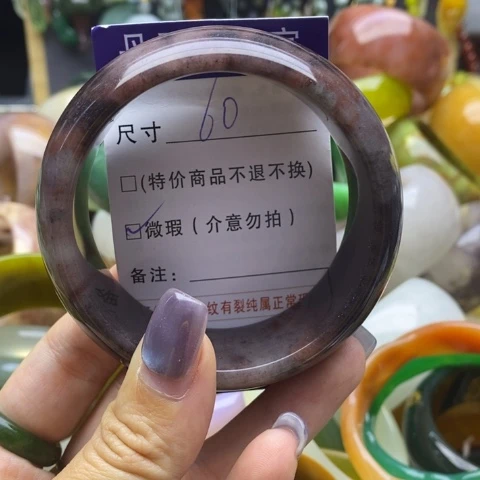 尺寸 60
□(特价商品不退不换)
☑微瑕(介意勿拍)
备注:
纹有裂纯属正常